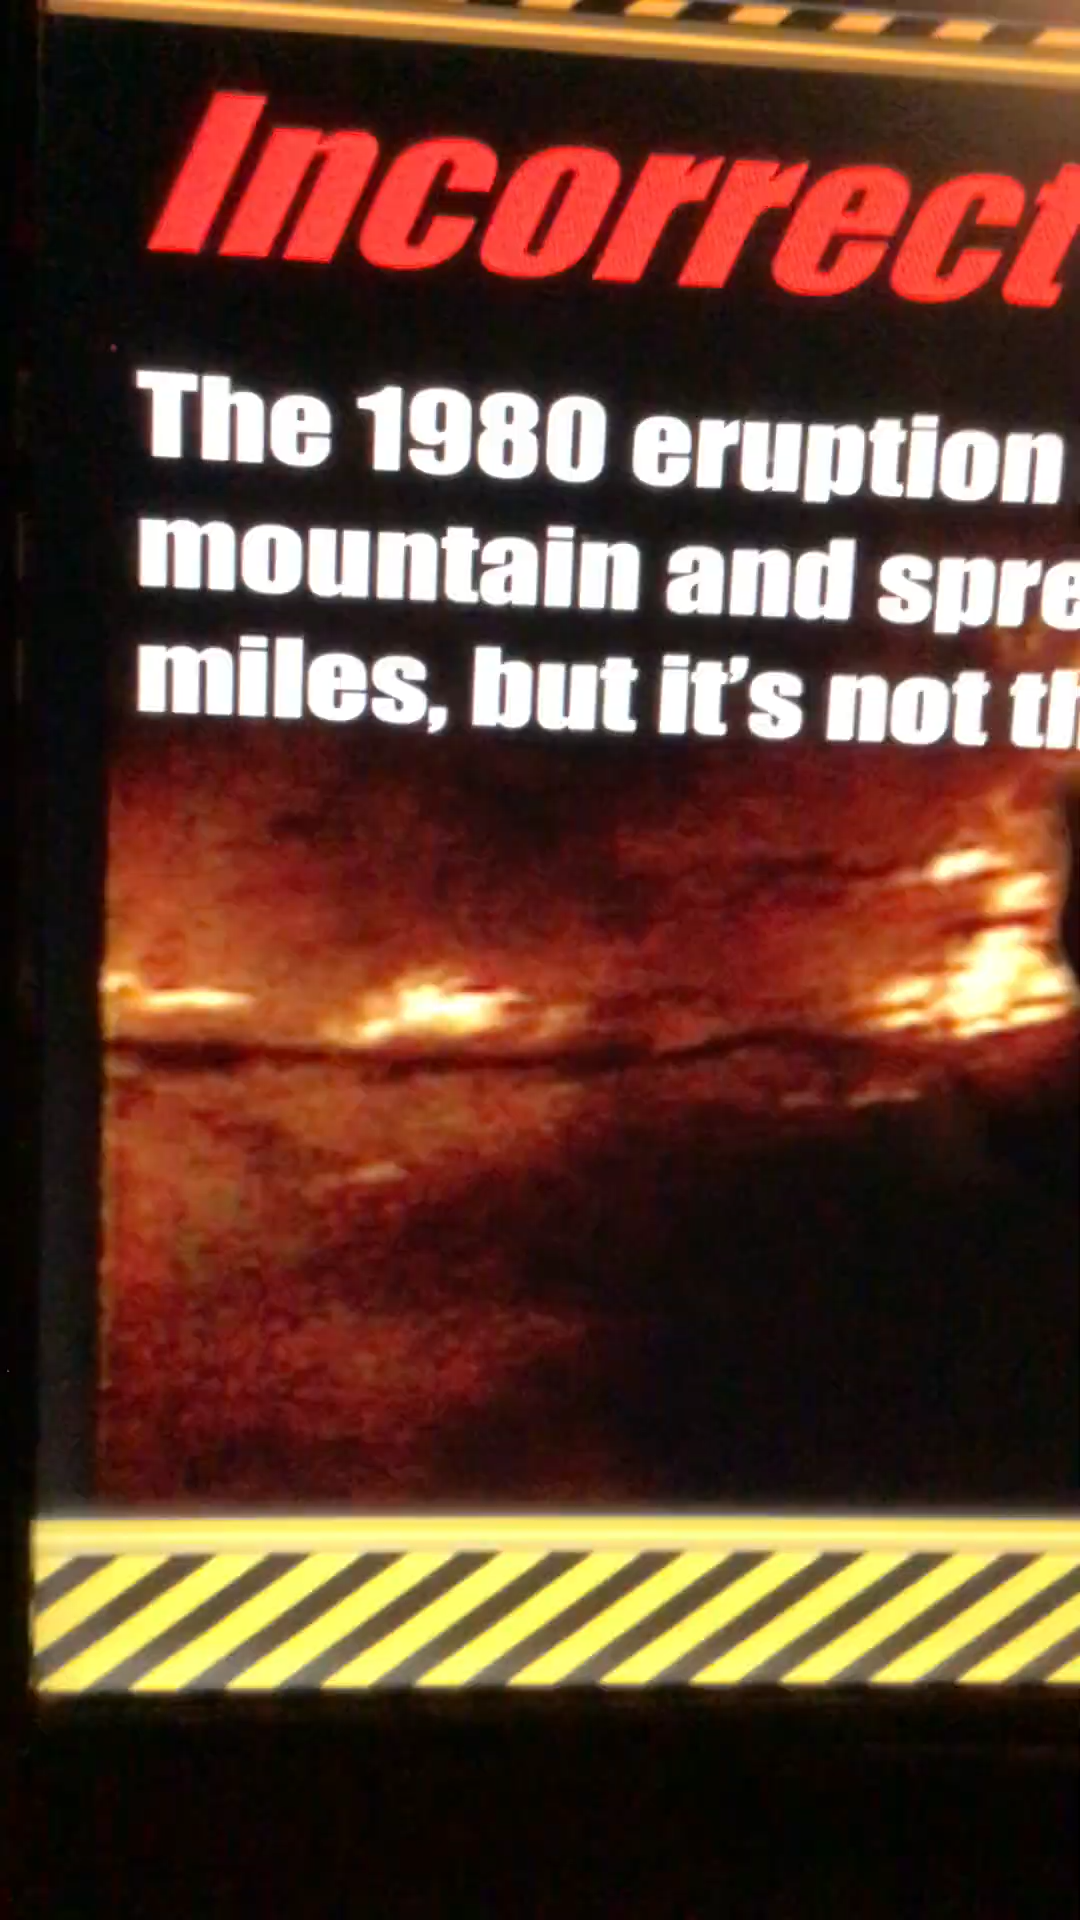 Incorrect
The 1980 eruption
mountain and spre
miles, but it's not th